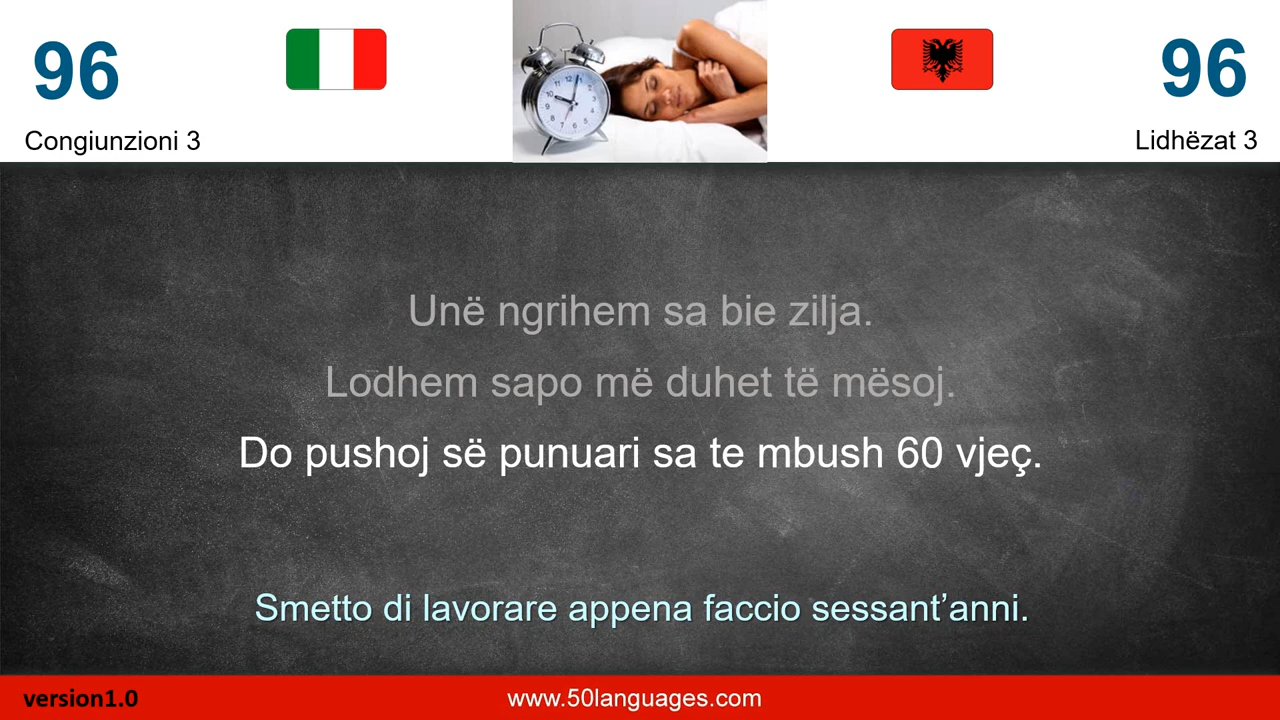 96
96
Congiunzioni 3
Lidhëzat 3
Unë ngrihem sa bie zilja.
Lodhem sapo më duhet të mësoj.
Do pushoj së punuari sa te mbush 60 vjeç.
Smetto di lavorare appena faccio sessant’anni.
version1.0
www.50languages.com